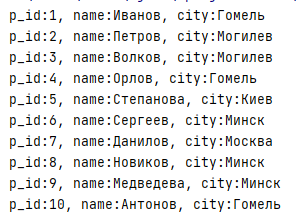 p_id:1, name:Иванов, city:Гомель
p_id:2, name:Петров, city:Могилев
p_id:3, name:Волков, city:Могилев
p_id:4, name:Орлов, city:Гомель
p_id:5, name:Степанова, city:Киев
p_id:6, name:Сергеев, city:Минск
p_id:7, name:Данилов, city:Москва
p_id:8, name:Новиков, city:Минск
p_id:9, name:Медведева, city:Минск
p_id:10, name:Антонов, city:Гомель